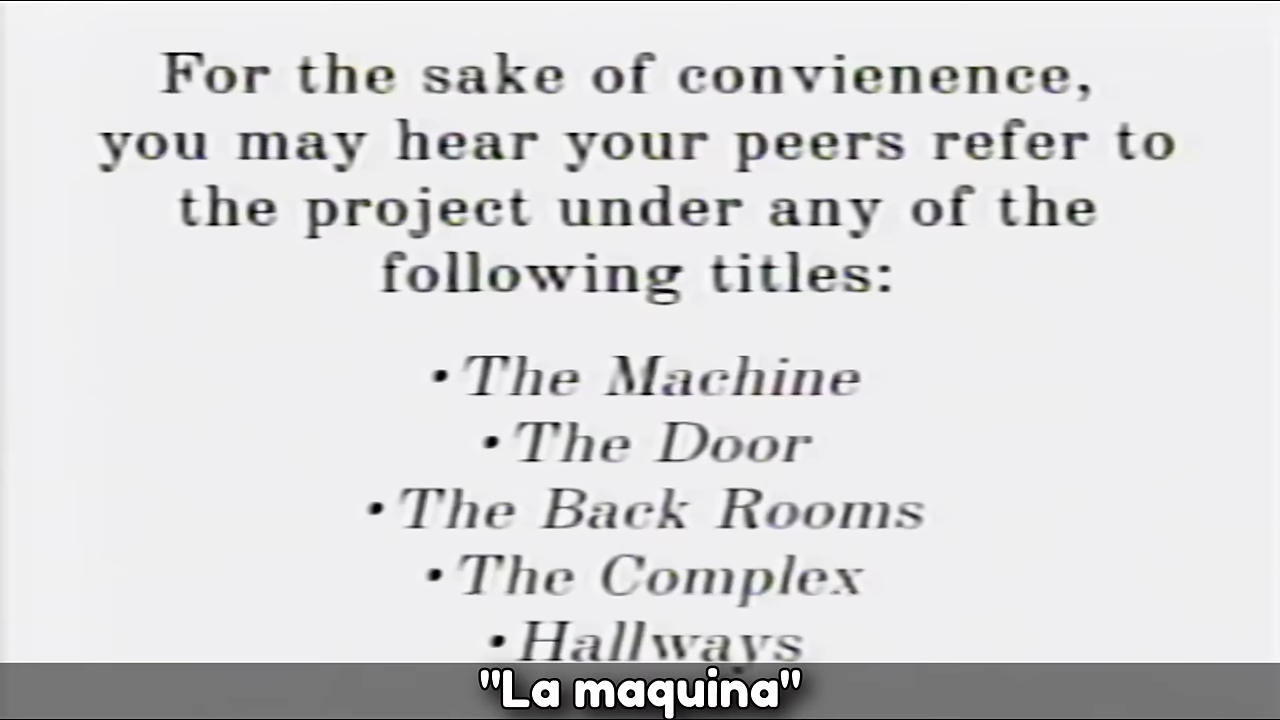 For the sake of convienence,
you may hear your peers refer to
the project under any of the
following titles:
• The Machine
• The Door
• The Back Rooms
• The Complex
• Hallways
"La maquina"